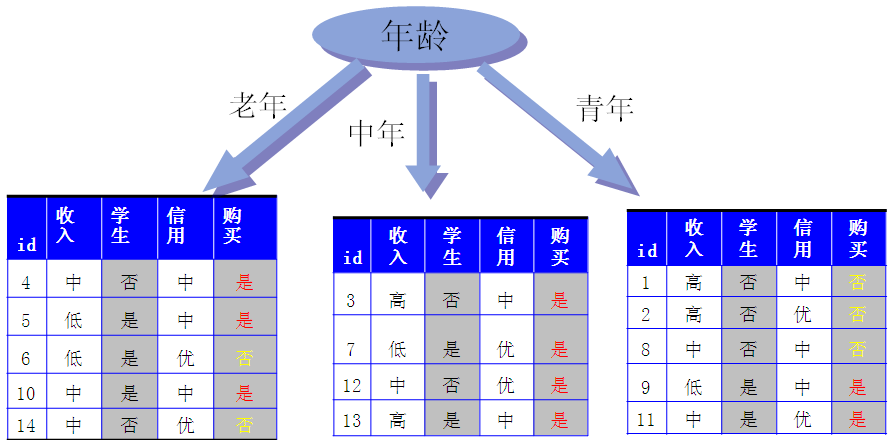 年龄
老年
中年
青年
id 收入 学生 信用 购买
4 中 否 中 是
5 低 是 中 是
6 低 是 优 否
10 中 是 中 是
14 中 否 优 否
id 收入 学生 信用 购买
3 高 否 中 是
7 低 是 优 是
12 中 否 优 是
13 高 是 中 是
id 收入 学生 信用 购买
1 高 否 中 否
2 高 否 优 否
8 中 否 中 否
9 低 是 中 是
11 中 是 优 是